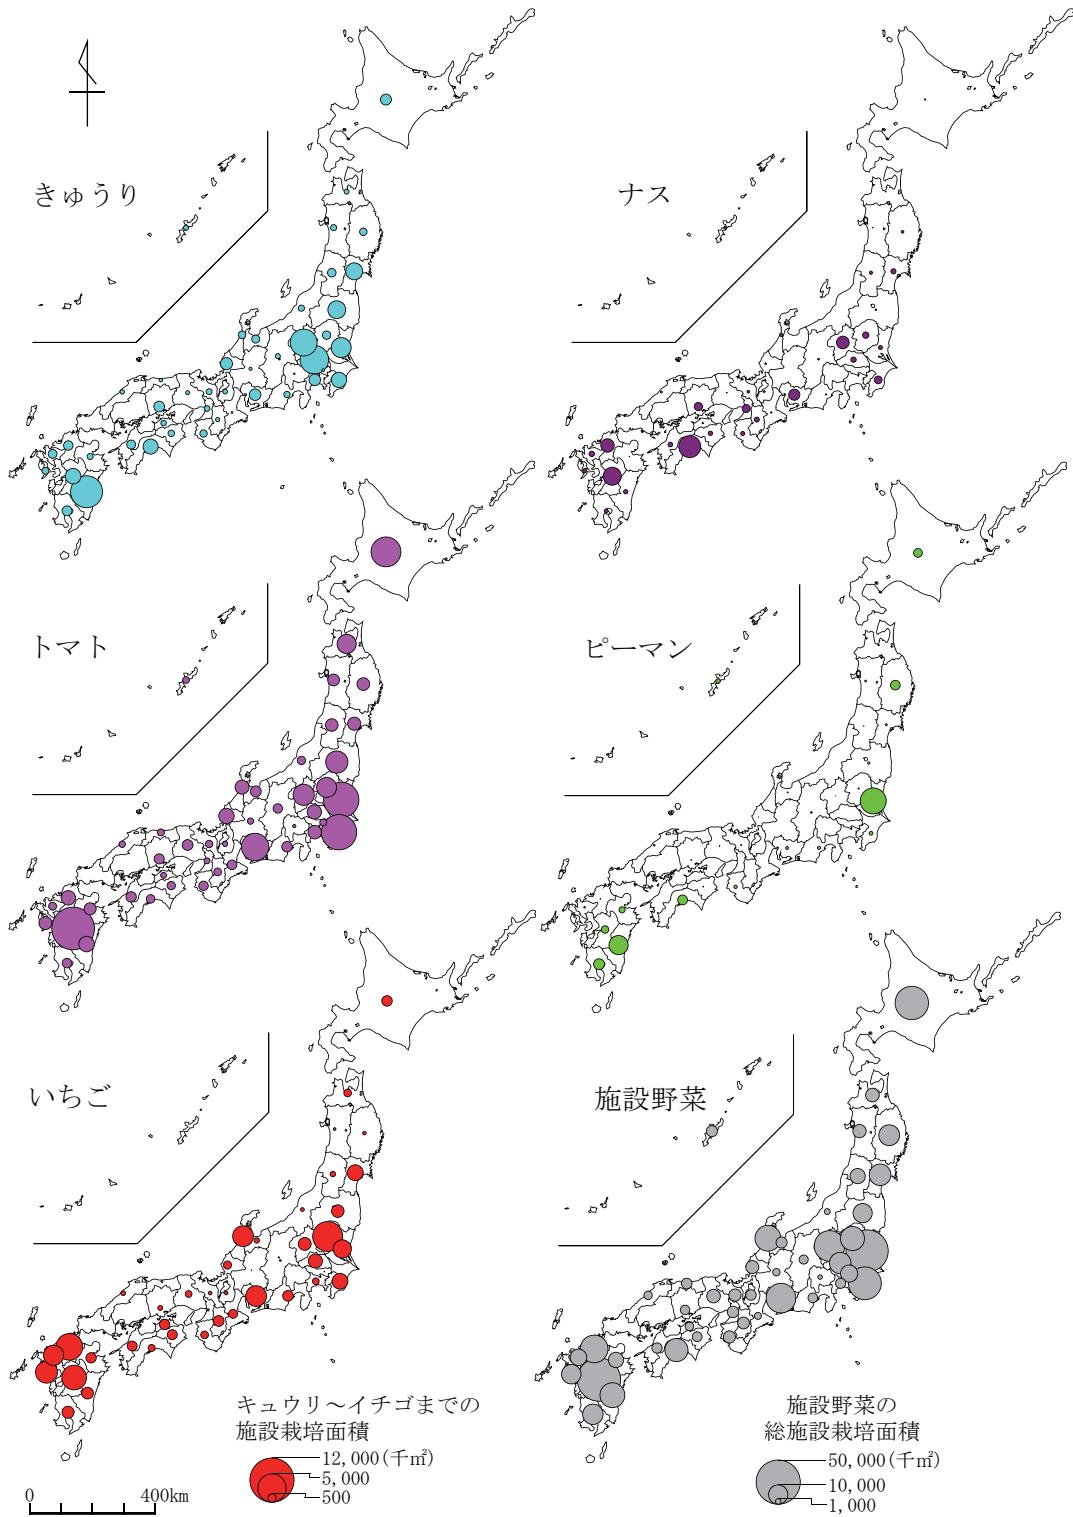 きゅうり
ナス
トマト
ピーマン
いちご
施設野菜
キュウリ～イチゴまでの
施設栽培面積
12,000(千㎡)
5,000
500
施設野菜の
総施設栽培面積
50,000(千㎡)
10,000
1,000
0 400km